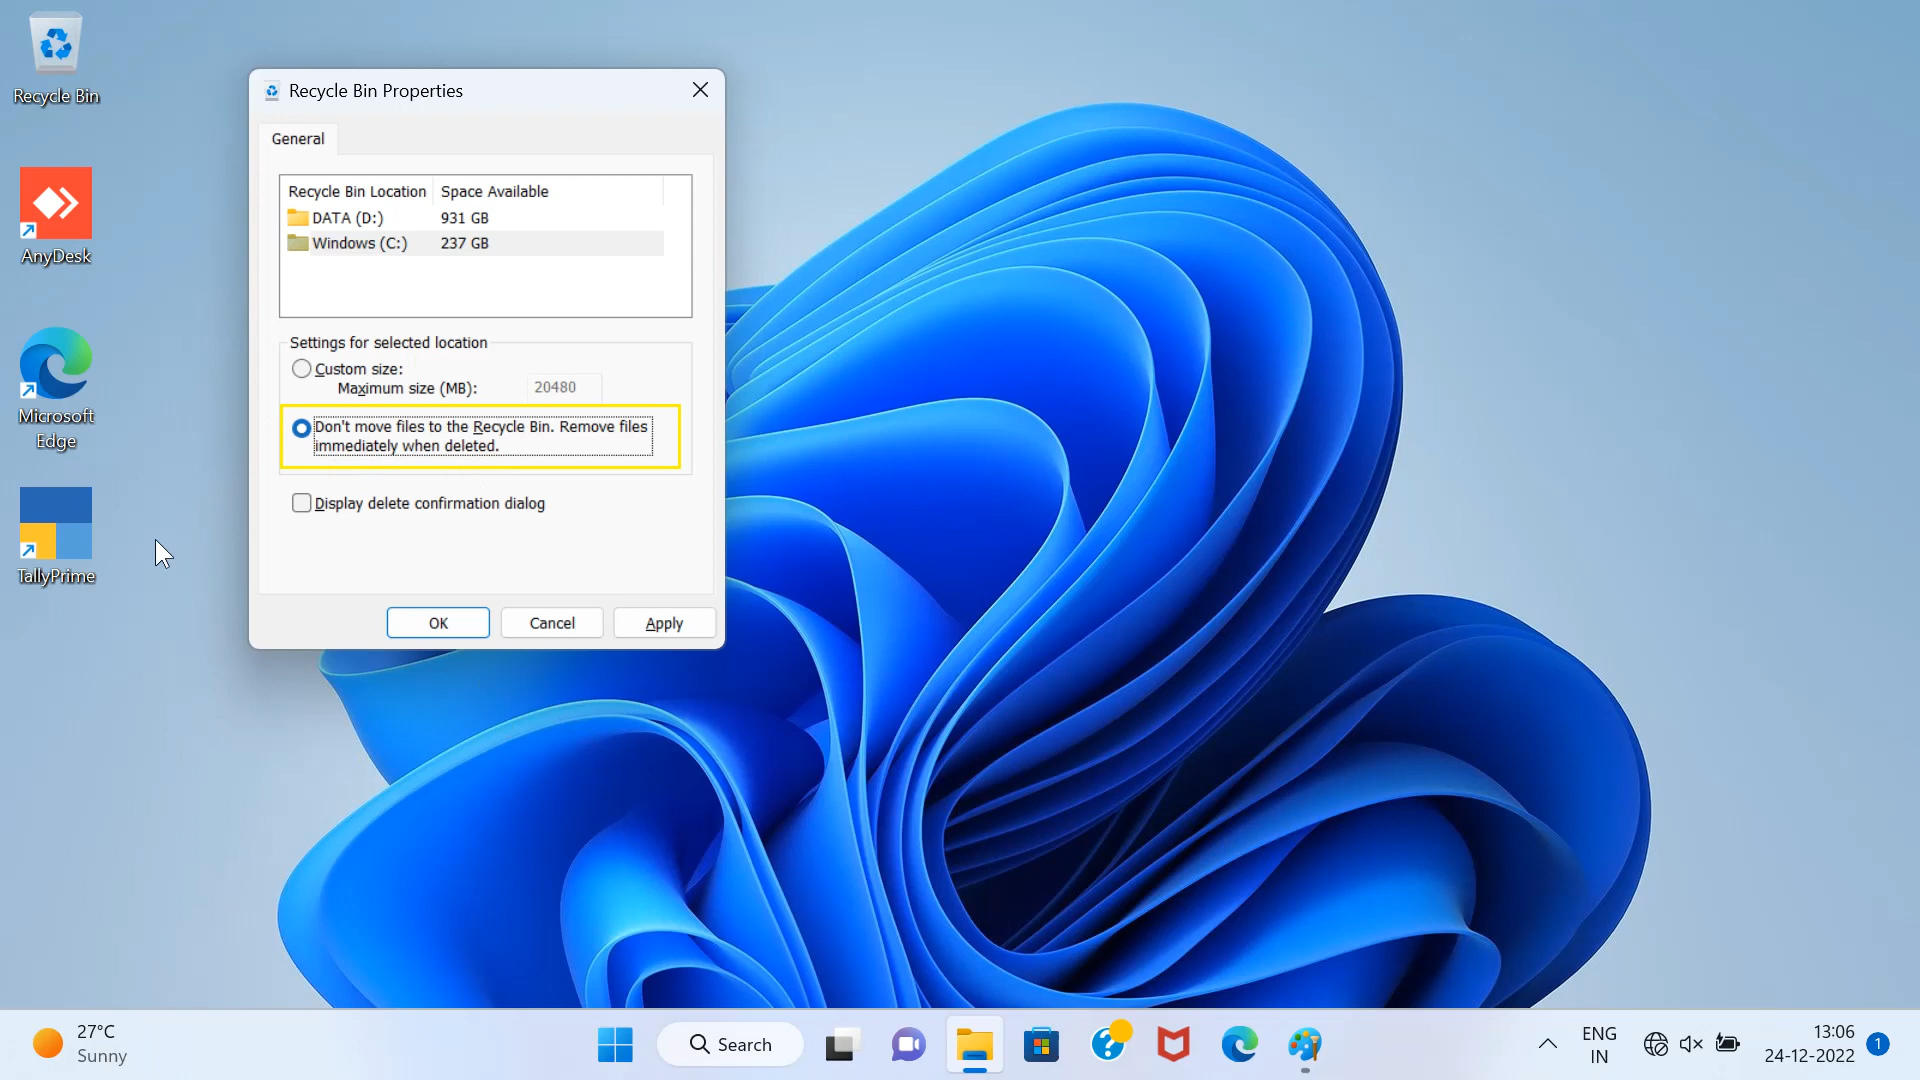 Recycle Bin
AnyDesk
Microsoft
Edge
TallyPrime
Recycle Bin Properties
General
Recycle Bin Location Space Available
DATA (D:) 931 GB
Windows (C:) 237 GB
Settings for selected location
Custom size:
Maximum size (MB): 20480
Don't move files to the Recycle Bin. Remove files
immediately when deleted.
Display delete confirmation dialog
OK Cancel Apply
27°C
Sunny
Search
ENG
IN
13:06
24-12-2022
1